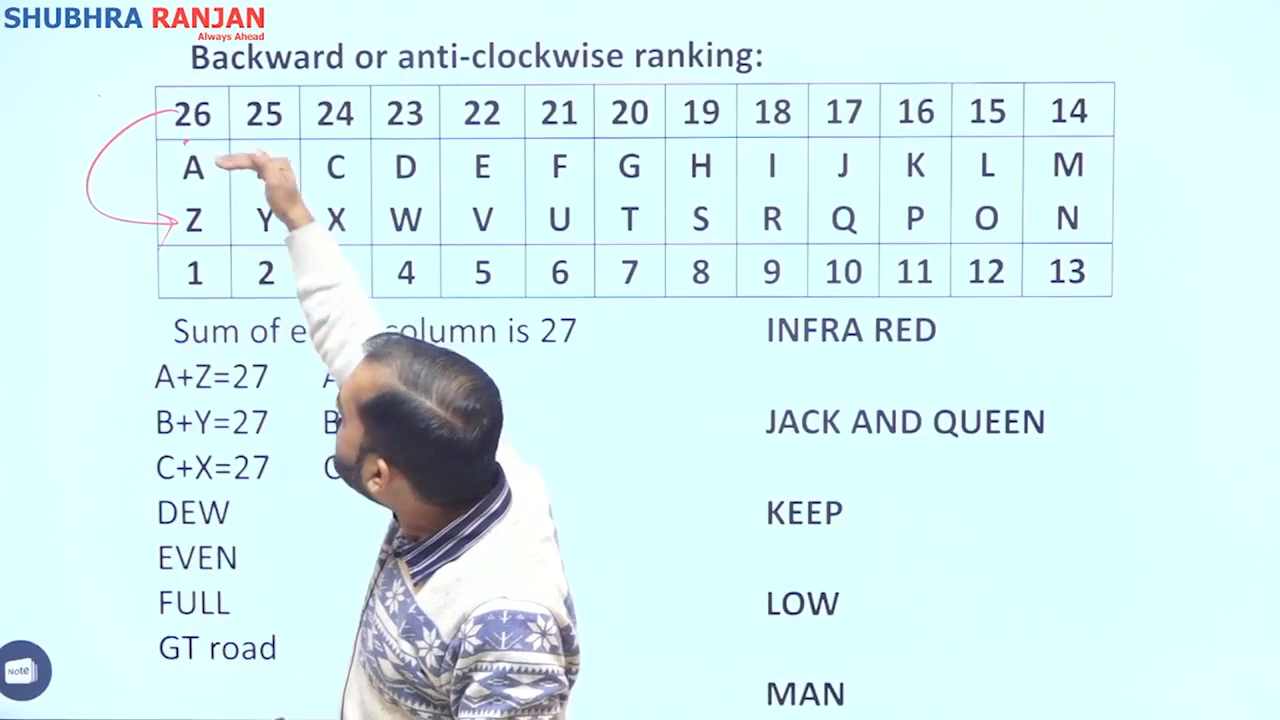 SHUBHRA RANJAN
Always Ahead
Backward or anti-clockwise ranking:
26 25 24 23 22 21 20 19 18 17 16 15 14
A C D E F G H I J K L M
Z Y X W V U T S R Q P O N
1 2 4 5 6 7 8 9 10 11 12 13
Sum of column is 27
INFRA RED
A+Z=27
B+Y=27
JACK AND QUEEN
C+X=27
DEW
KEEP
EVEN
FULL
LOW
GT road
MAN
Note